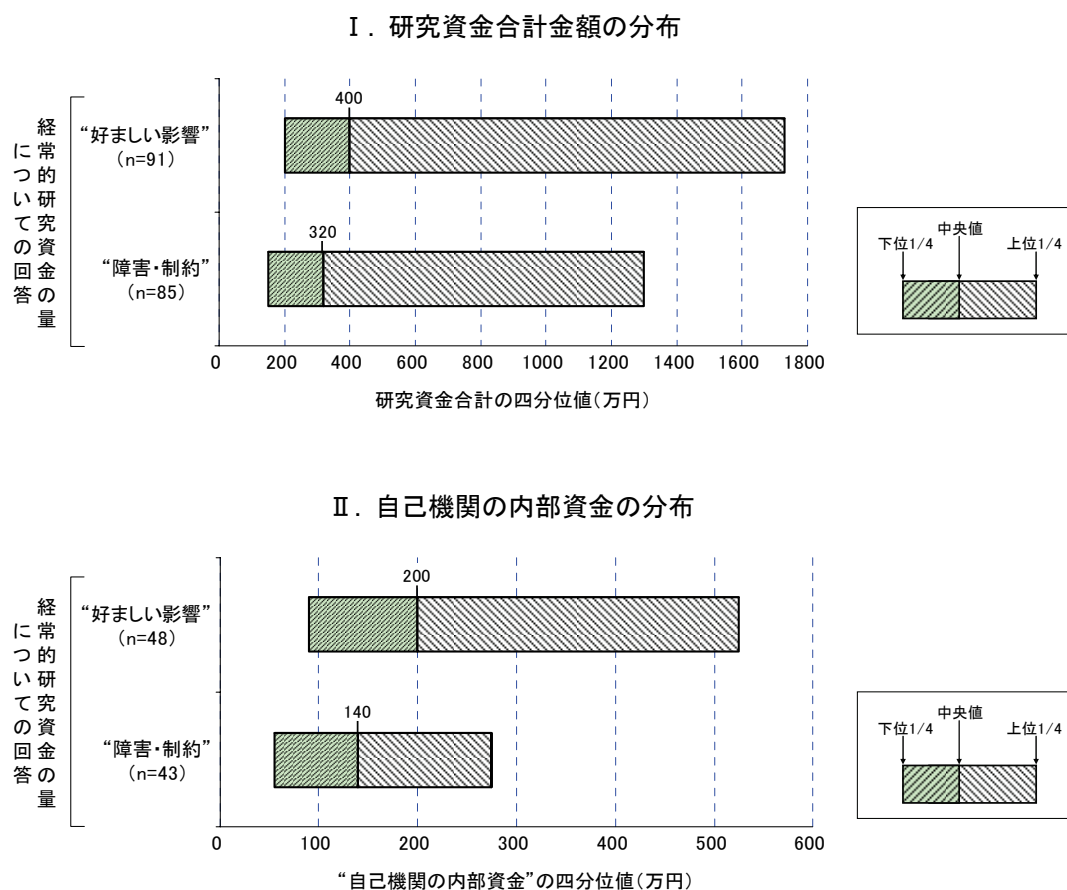 Ⅰ. 研究資金合計金額の分布
経常的研究資金の量
についての回答
“好ましい影響”
(n=91)
400
“障害・制約”
(n=85)
320
0 200 400 600 800 1000 1200 1400 1600 1800
研究資金合計の四分位値(万円)
中央値
下位1/4 上位1/4
Ⅱ. 自己機関の内部資金の分布
経常的研究資金の量
についての回答
“好ましい影響”
(n=48)
200
“障害・制約”
(n=43)
140
0 100 200 300 400 500 600
“自己機関の内部資金”の四分位値(万円)
中央値
下位1/4 上位1/4